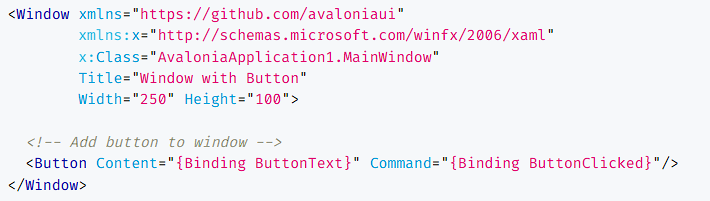 <Window xmlns="https://github.com/avaloniaui"
        xmlns:x="http://schemas.microsoft.com/winfx/2006/xaml"
        x:Class="AvaloniaApplication1.MainWindow"
        Title="Window with Button"
        Width="250" Height="100">

  <!-- Add button to window -->
  <Button Content="{Binding ButtonText}" Command="{Binding ButtonClicked}"/>
</Window>